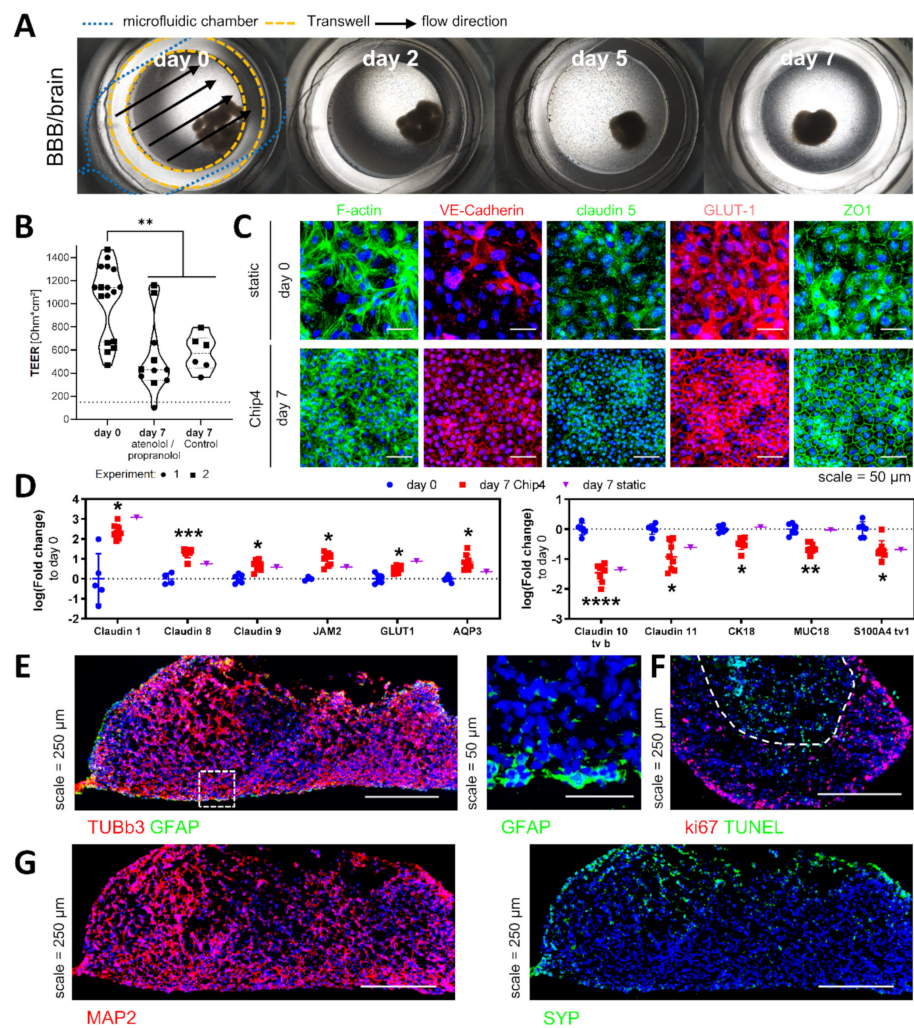 microfluidic chamber Transwell flow direction
A
BBB/brain
day 0 day 2 day 5 day 7
B
TEER [Ohm*cm²]
1400
1200
1000
800
600
400
200
0
**
day 0 day 7 day 7
atenolol / Control
propranolol
Experiment: 1 2
C
F-actin VE-Cadherin claudin 5 GLUT-1 ZO1
static
day 0
Chip4
day 7
scale = 50 µm
D
day 0 day 7 Chip4 day 7 static
log(Fold change)
to day 0
4
3
2
1
0
-1
-2
* *** * * * *
Claudin 1 Claudin 8 Claudin 9 JAM2 GLUT1 AQP3
log(Fold change)
to day 0
1
0
-1
-2
-3
**** * * ** *
Claudin 10 Claudin 11 CK18 MUC18 S100A4 tv1
tv b
E
scale = 250 µm
TUBb3 GFAP
scale = 50 µm
GFAP
F
scale = 250 µm
ki67 TUNEL
G
scale = 250 µm
MAP2
scale = 250 µm
SYP